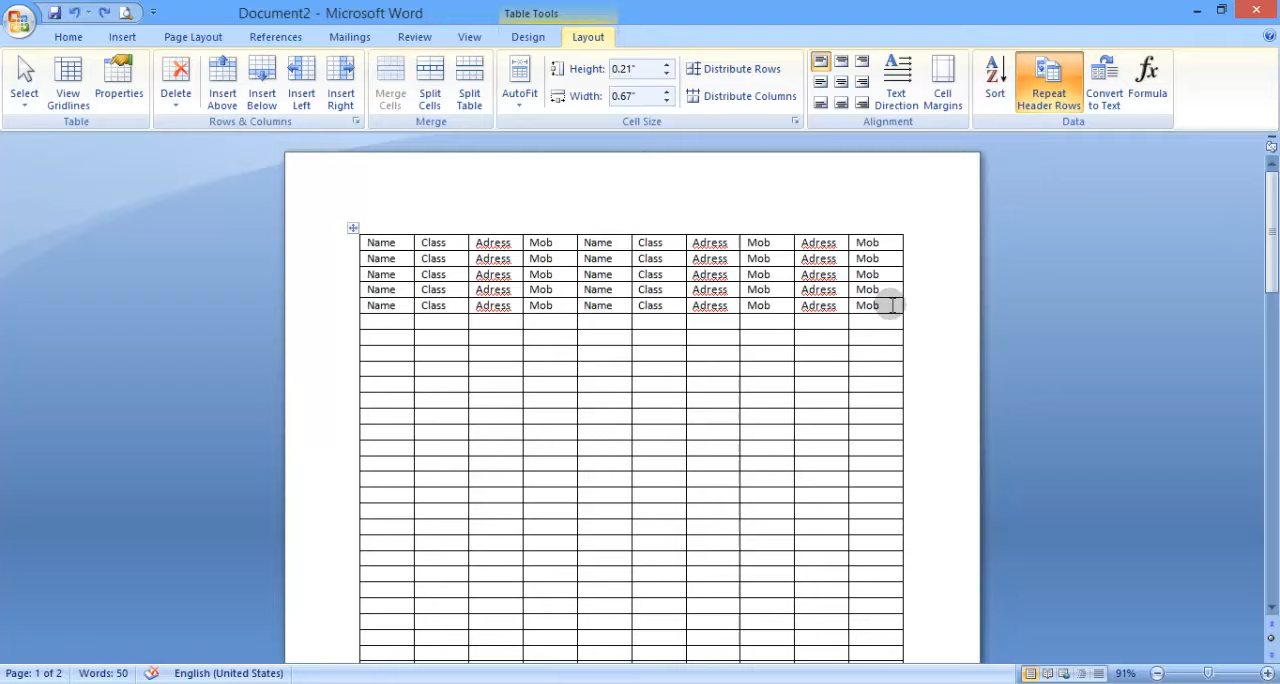 Document2 - Microsoft Word
Table Tools
Home Insert Page Layout References Mailings Review View Design Layout
Select View Gridlines Properties Delete Insert Above Insert Below Insert Left Insert Right Merge Cells Split Cells Split Table AutoFit Height: 0.21" Distribute Rows
Width: 0.67" Distribute Columns
Text Direction Cell Margins Sort Repeat Header Rows Convert to Text Formula
Table Rows & Columns Merge Cell Size Alignment Data
Name Class Adress Mob Name Class Adress Mob Adress Mob
Name Class Adress Mob Name Class Adress Mob Adress Mob
Name Class Adress Mob Name Class Adress Mob Adress Mob
Name Class Adress Mob Name Class Adress Mob Adress Mob
Name Class Adress Mob Name Class Adress Mob Adress Mob
Page: 1 of 2 Words: 50 English (United States) 91%